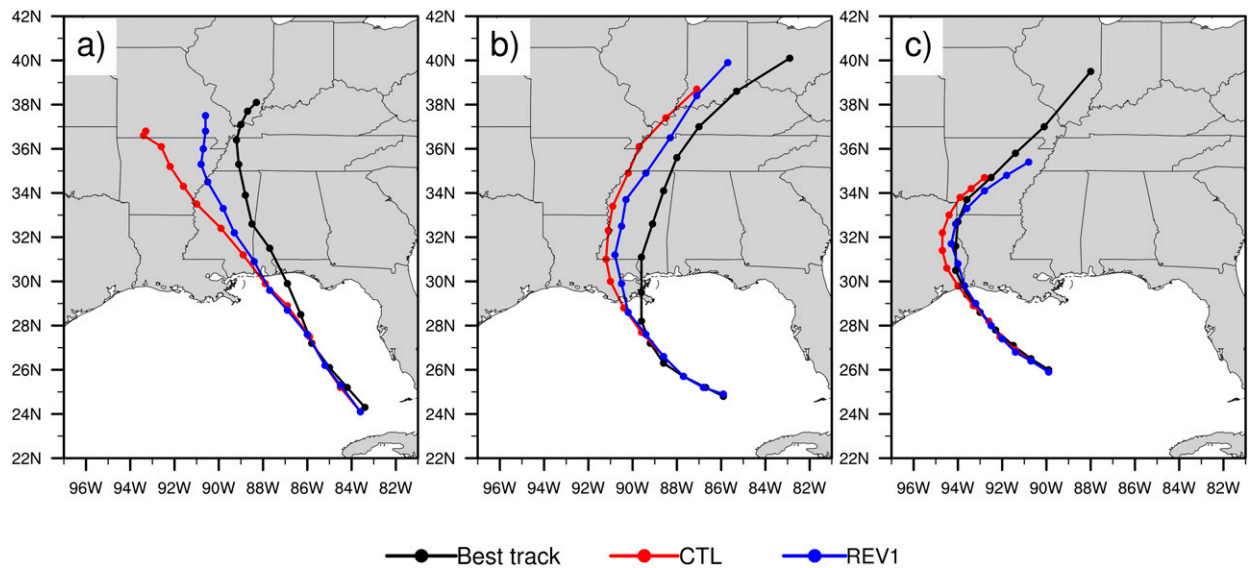 a)
42N
40N
38N
36N
34N
32N
30N
28N
26N
24N
22N
96W 94W 92W 90W 88W 86W 84W 82W
b)
42N
40N
38N
36N
34N
32N
30N
28N
26N
24N
22N
96W 94W 92W 90W 88W 86W 84W 82W
c)
42N
40N
38N
36N
34N
32N
30N
28N
26N
24N
22N
96W 94W 92W 90W 88W 86W 84W 82W
Best track CTL REV1